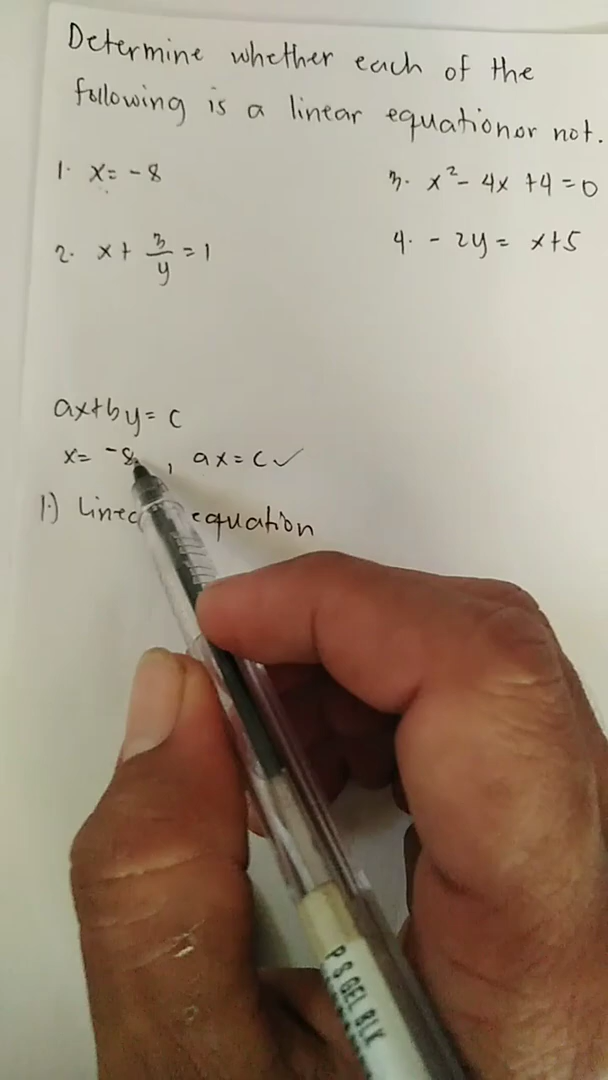 Determine whether each of the
following is a linear equation or not.
1. x = -8
2. x + 3/y = 1
3. x² - 4x + 4 = 0
4. - 2y = x+5
ax+by = c
x = -8, ax = c ✓
1.) linear equation
P S GEL BLK